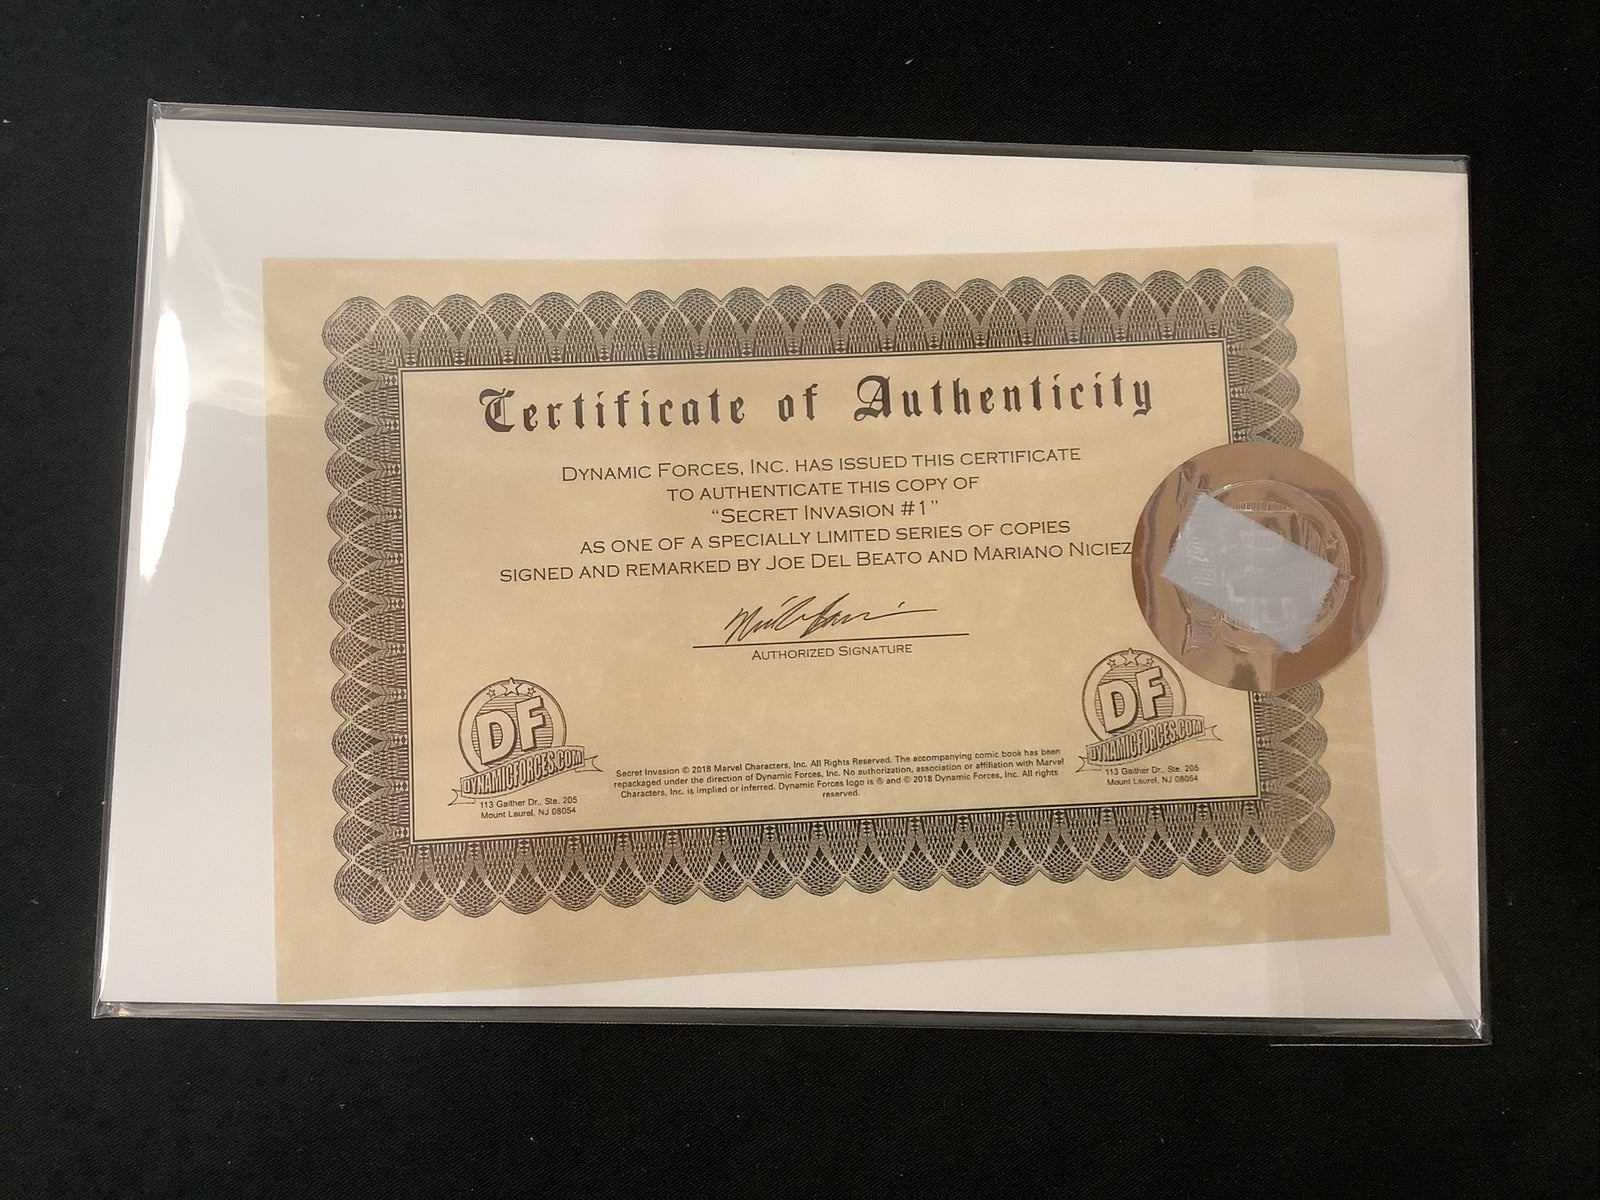 Certificate of Authenticity
DYNAMIC FORCES, INC. HAS ISSUED THIS CERTIFICATE
TO AUTHENTICATE THIS COPY OF
“SECRET INVASION #1”
AS ONE OF A SPECIALLY LIMITED SERIES OF COPIES
SIGNED AND REMARKED BY JOE DEL BEATO AND MARIANO NICIEZ
AUTHORIZED SIGNATURE
DF
DYNAMICFORCES.COM
113 Gaither Dr., Ste. 205
Mount Laurel, NJ 08054
Secret Invasion © 2018 Marvel Characters, Inc. All Rights Reserved. The accompanying comic book has been
repackaged under the direction of Dynamic Forces, Inc. No authorization, association or affiliation with Marvel
Characters, Inc. is implied or inferred. Dynamic Forces logo is ® and © 2018 Dynamic Forces, Inc. All rights
reserved.
DF
DYNAMICFORCES.COM
113 Gaither Dr., Ste. 205
Mount Laurel, NJ 08054